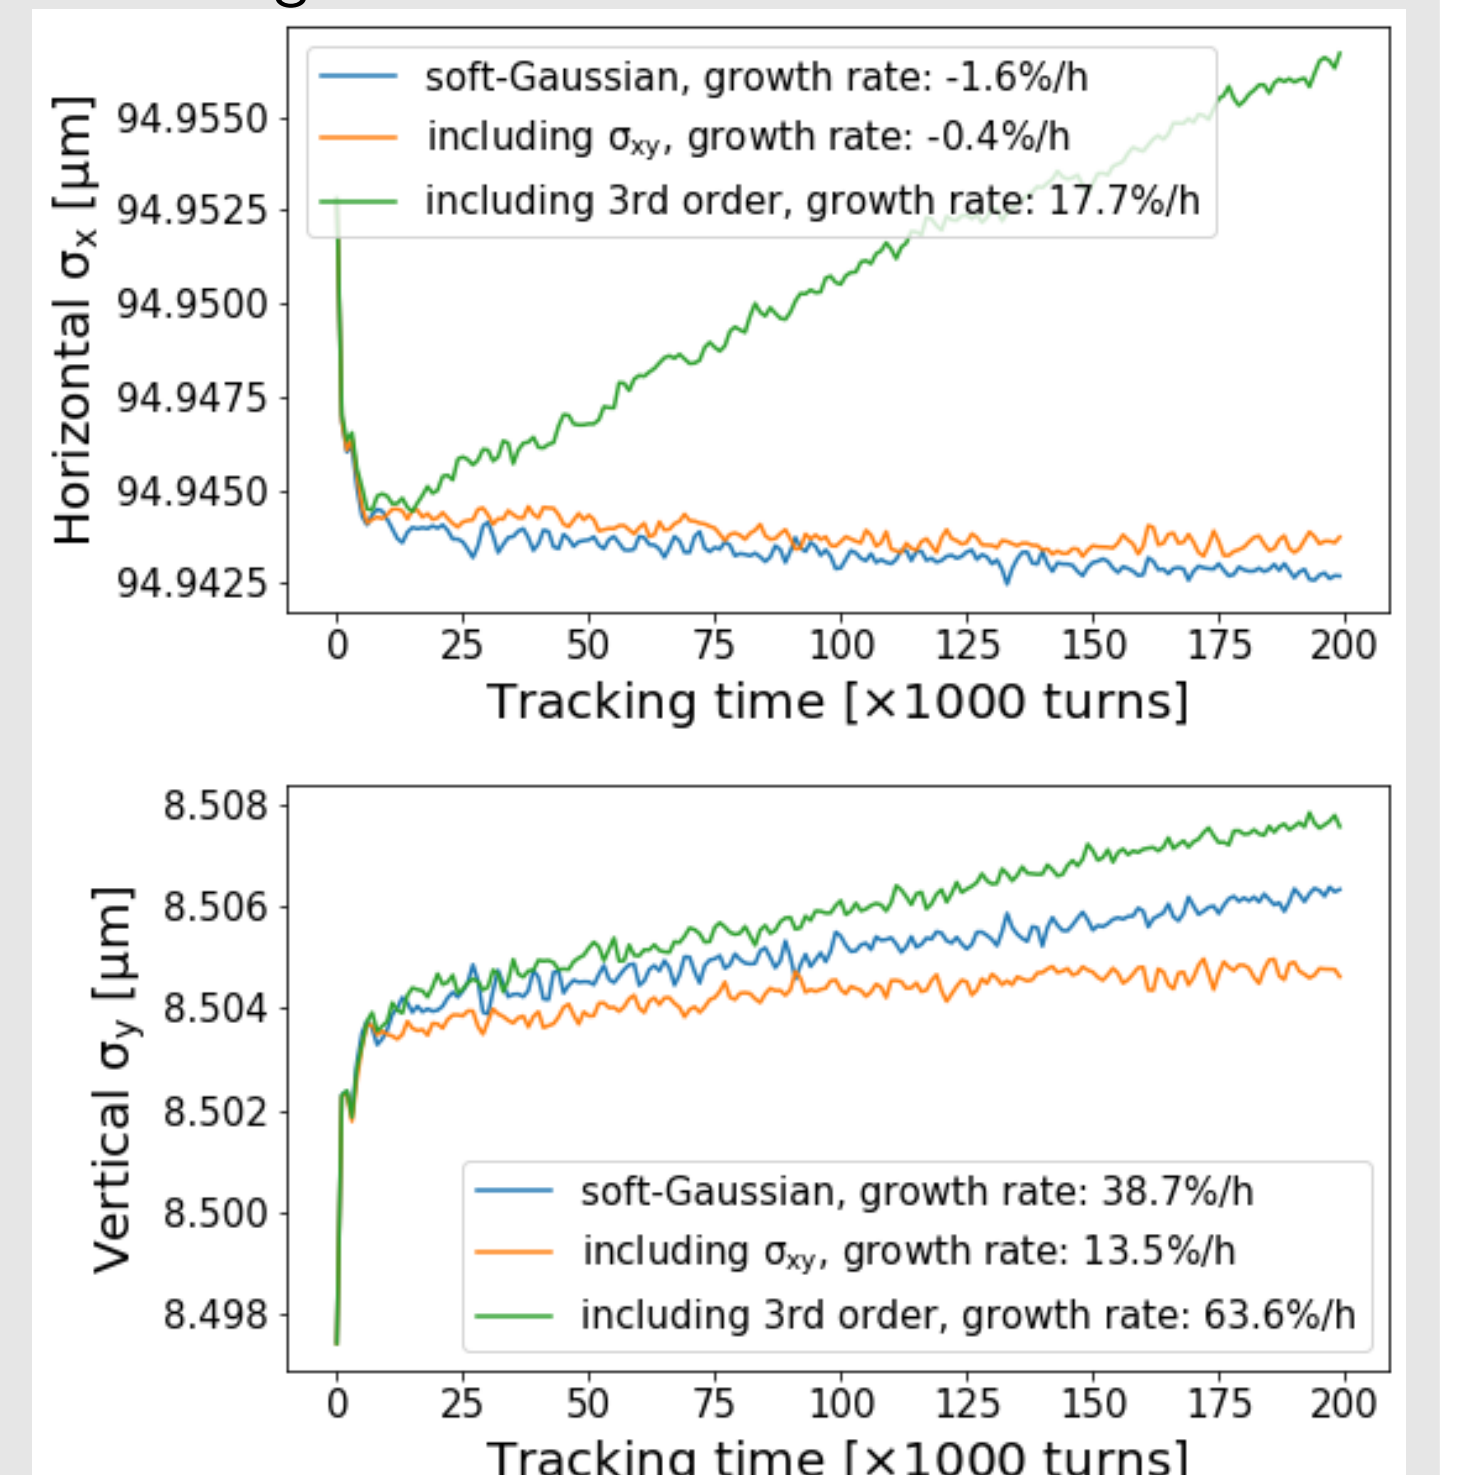 soft-Gaussian, growth rate: -1.6%/h
including σxy, growth rate: -0.4%/h
including 3rd order, growth rate: 17.7%/h
Horizontal σx [μm]
94.9550
94.9525
94.9500
94.9475
94.9450
94.9425
0 25 50 75 100 125 150 175 200
Tracking time [×1000 turns]
Vertical σy [μm]
8.508
8.506
8.504
8.502
8.500
8.498
soft-Gaussian, growth rate: 38.7%/h
including σxy, growth rate: 13.5%/h
including 3rd order, growth rate: 63.6%/h
0 25 50 75 100 125 150 175 200
Tracking time [×1000 turns]